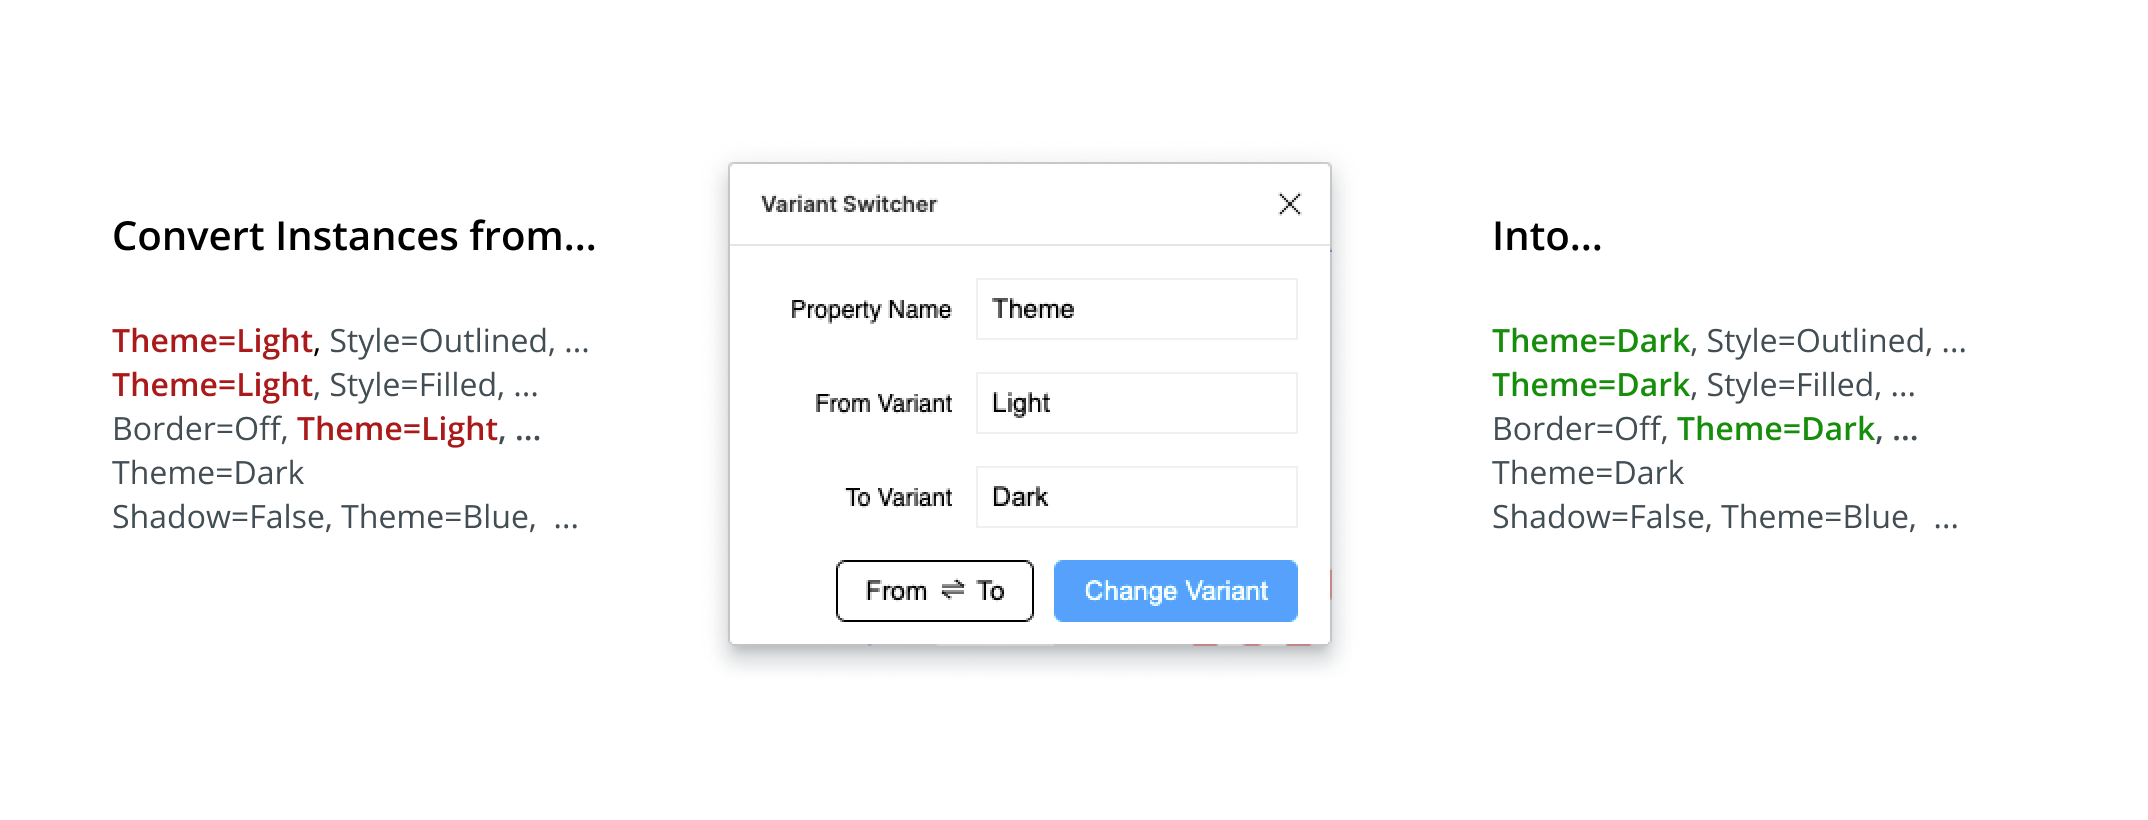 Convert Instances from...
Theme=Light, Style=Outlined, ...
Theme=Light, Style=Filled, ...
Border=Off, Theme=Light, ...
Theme=Dark
Shadow=False, Theme=Blue,  ...
Variant Switcher
Property Name Theme
From Variant Light
To Variant Dark
From ⇌ To Change Variant
Into...
Theme=Dark, Style=Outlined, ...
Theme=Dark, Style=Filled, ...
Border=Off, Theme=Dark, ...
Theme=Dark
Shadow=False, Theme=Blue,  ...